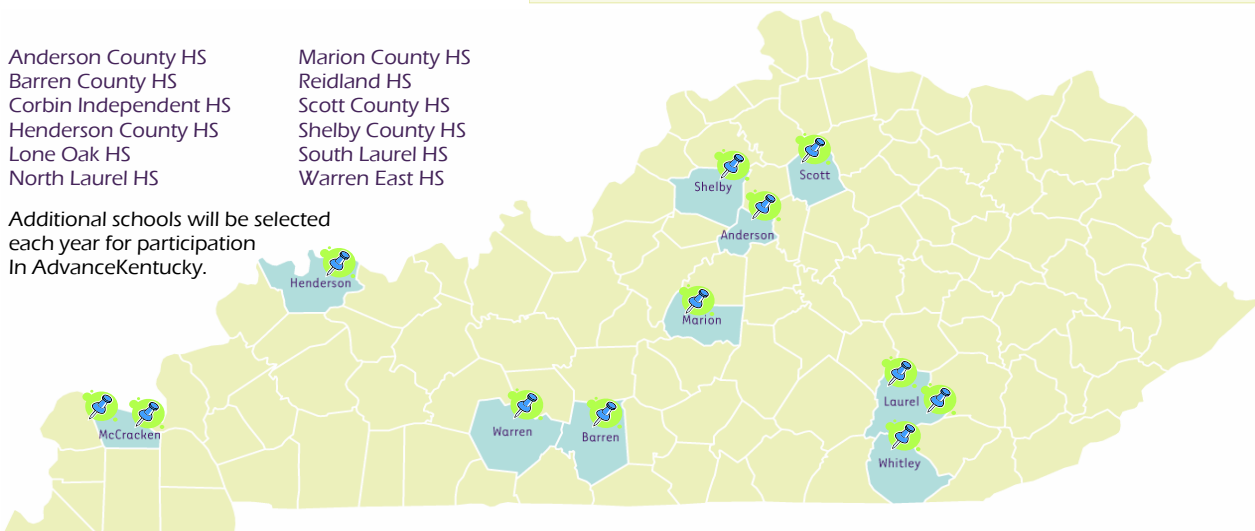 Anderson County HS
Barren County HS
Corbin Independent HS
Henderson County HS
Lone Oak HS
North Laurel HS
Marion County HS
Reidland HS
Scott County HS
Shelby County HS
South Laurel HS
Warren East HS
Additional schools will be selected
each year for participation
In AdvanceKentucky.
Shelby
Scott
Anderson
Henderson
Marion
Laurel
McCracken
Warren
Barren
Whitley